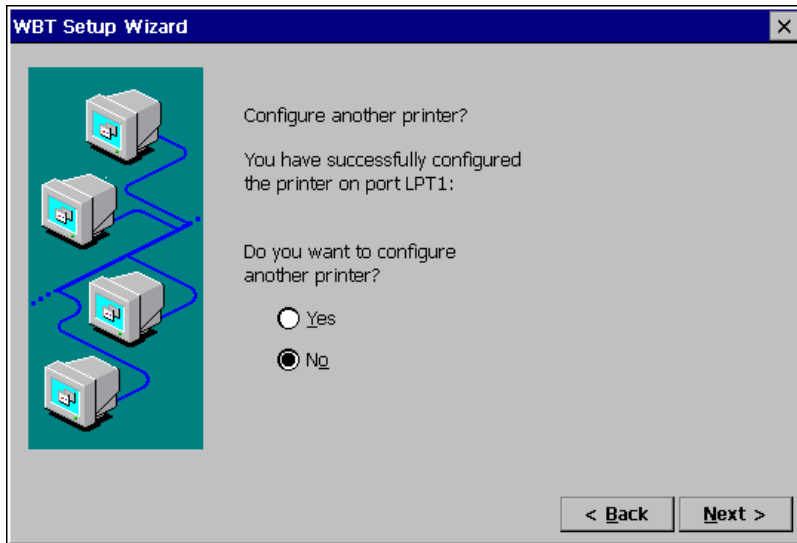 WBT Setup Wizard
Configure another printer?
You have successfully configured
the printer on port LPT1:
Do you want to configure
another printer?
Yes
No
< Back
Next >